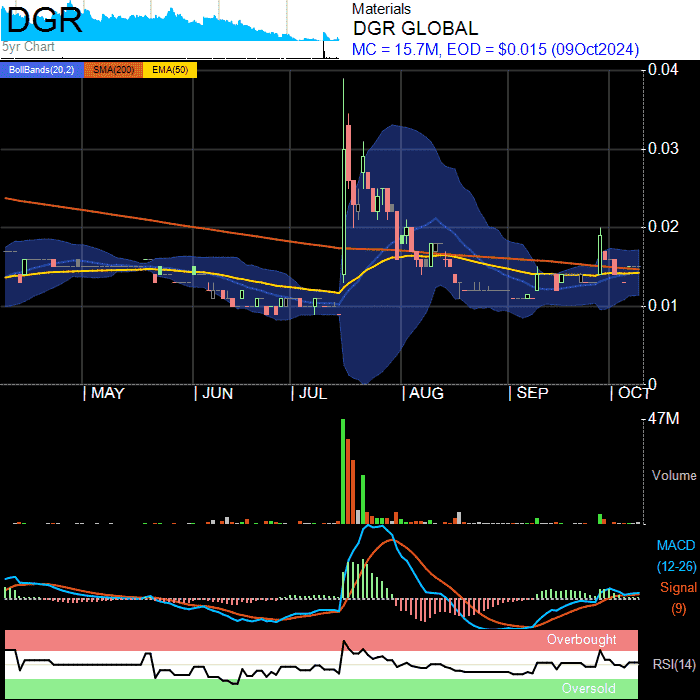 DGR
5yr Chart
Materials
DGR GLOBAL
MC = 15.7M, EOD = $0.015 (09Oct2024)
BollBands(20,2) SMA(200) EMA(50)
0.04
0.03
0.02
0.01
0
MAY JUN JUL AUG SEP OCT
47M
Volume
MACD
(12-26)
Signal
(9)
Overbought
RSI(14)
Oversold